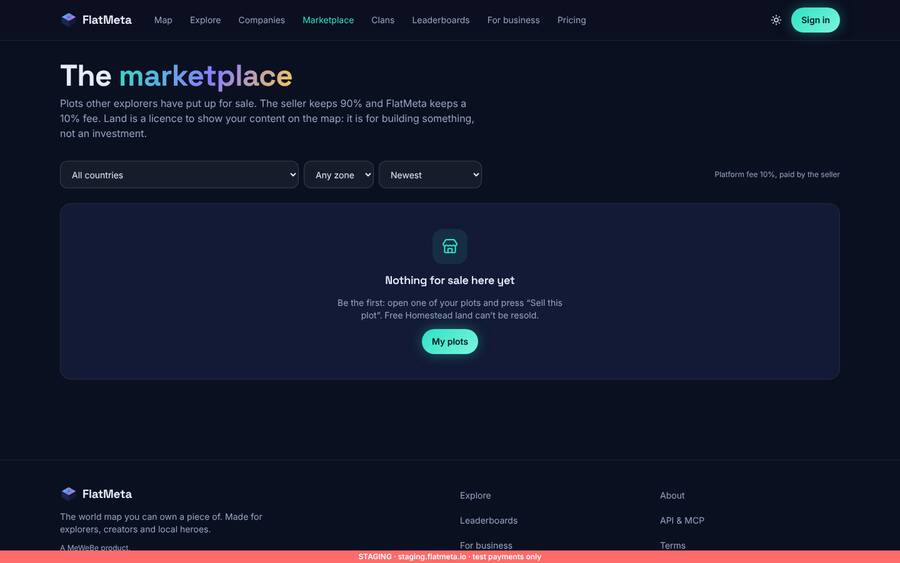 FlatMeta Map Explore Companies Marketplace Clans Leaderboards For business Pricing Sign in
The marketplace
Plots other explorers have put up for sale. The seller keeps 90% and FlatMeta keeps a
10% fee. Land is a licence to show your content on the map: it is for building something,
not an investment.
All countries Any zone Newest Platform fee 10%, paid by the seller
Nothing for sale here yet
Be the first: open one of your plots and press “Sell this
plot”. Free Homestead land can’t be resold.
My plots
FlatMeta
The world map you can own a piece of. Made for
explorers, creators and local heroes.
A MeWeBe product.
Explore
Leaderboards
For business
About
API & MCP
Terms
STAGING · staging.flatmeta.io · test payments only